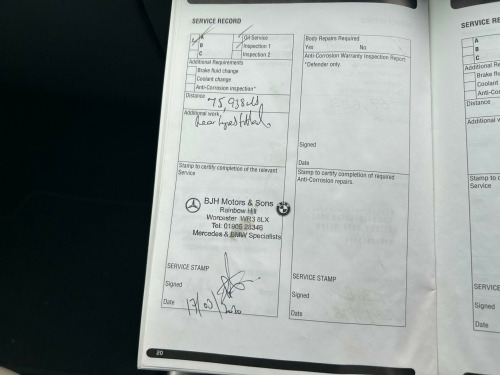 SERVICE RECORD
A
Oil Service
B
Inspection 1
C
Inspection 2
Additional Requirements
Brake fluid change
Coolant change
Anti-Corrosion inspection*
Distance
75,938
Additional work
Rear
Stamp to certify completion of the relevant
Service
BJH Motors & Sons
Rainbow Hill
Worcester WR3 8LX
Tel: 01905 28346
Mercedes & BMW Specialists
SERVICE STAMP
Signed
Date
20
Body Repairs Required
Yes
No
Anti-Corrosion Warranty Inspection Report
*Defender only.
Signed
Date
Stamp to certify completion of required
Anti-Corrosion repairs.
SERVICE STAMP
Signed
Date
SERVICE RE
A
B
C
Additional Re
Brake flu
Coolant
Anti-Co
Distance
Additional w
Stamp to c
Service
SERVICE
Signed
Date